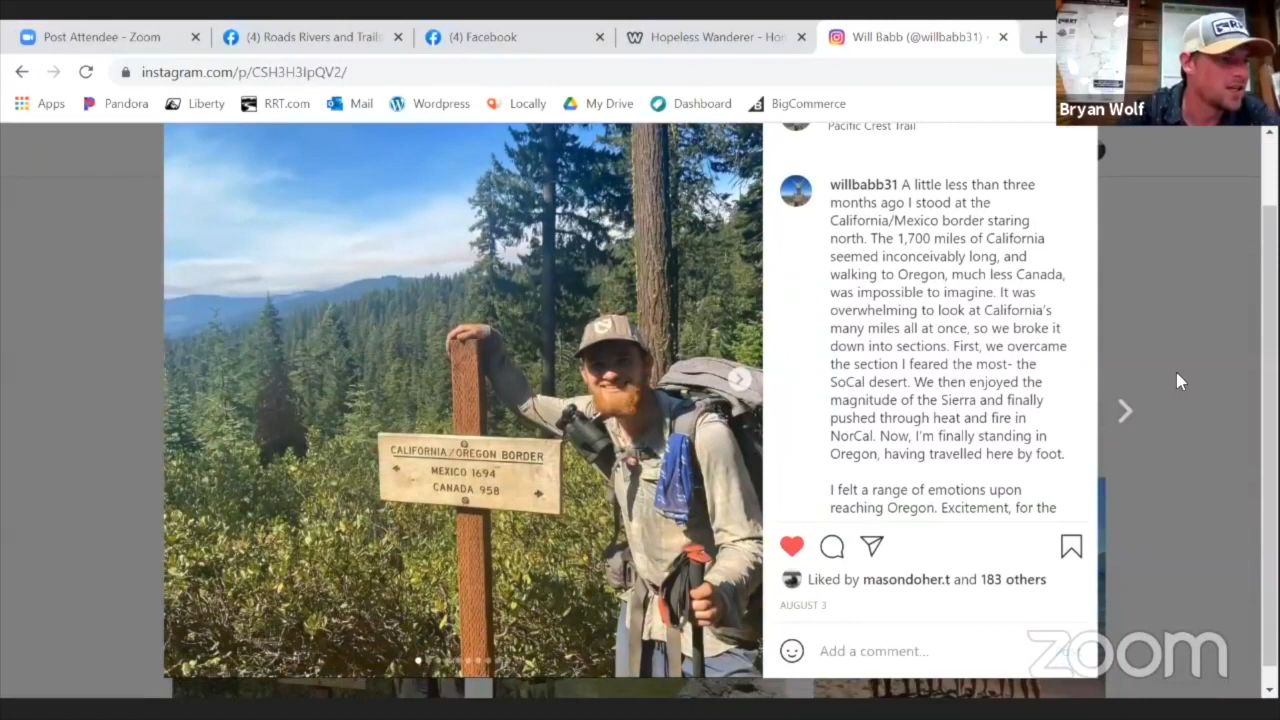 Post Attendee - Zoom
(4) Roads Rivers and Trails
(4) Facebook
Hopeless Wanderer - Hom
Will Babb (@willbabb31) •
instagram.com/p/CSH3H3IpQV2/
Apps
Pandora
Liberty
RRT.com
Mail
Wordpress
Locally
My Drive
Dashboard
BigCommerce
Bryan Wolf
Pacific Crest Trail
willbabb31 A little less than three
months ago I stood at the
California/Mexico border staring
north. The 1,700 miles of California
seemed inconceivably long, and
walking to Oregon, much less Canada,
was impossible to imagine. It was
overwhelming to look at California's
many miles all at once, so we broke it
down into sections. First, we overcame
the section I feared the most- the
SoCal desert. We then enjoyed the
magnitude of the Sierra and finally
pushed through heat and fire in
NorCal. Now, I'm finally standing in
Oregon, having travelled here by foot.
I felt a range of emotions upon
reaching Oregon. Excitement, for the
CALIFORNIA/OREGON BORDER
MEXICO 1694
CANADA 958
Liked by masondoher.t and 183 others
AUGUST 3
Add a comment...
zoom